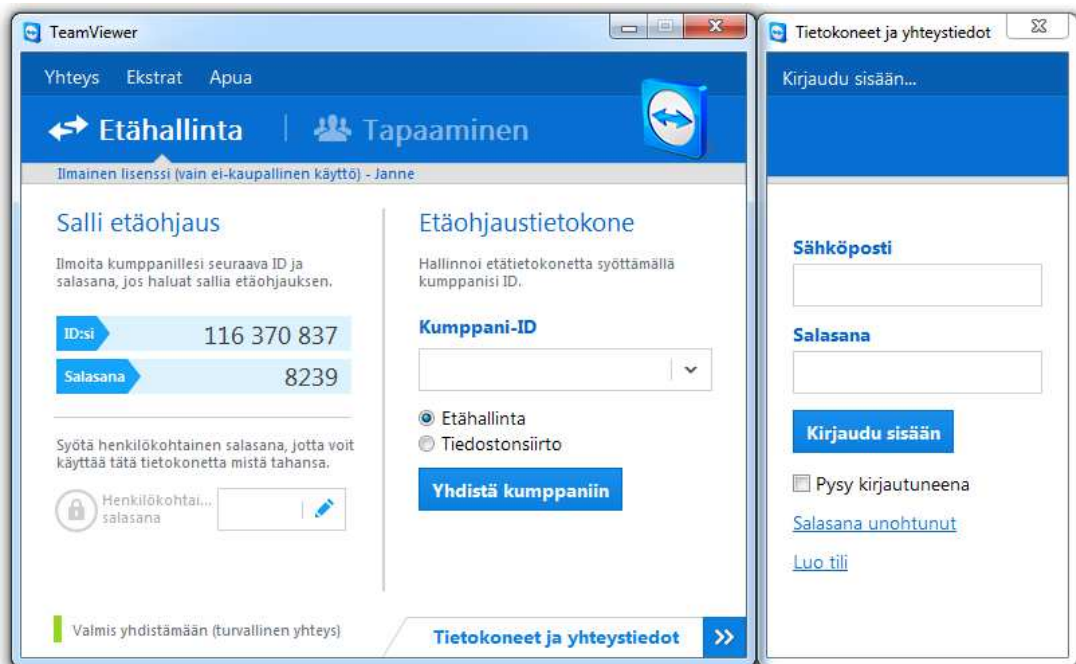 TeamViewer
Yhteys Ekstrat Apua
Etähallinta
Tapaaminen
Ilmainen lisenssi (vain ei-kaupallinen käyttö) - Janne
Salli etäohjaus
Ilmoita kumppanillesi seuraava ID ja
salasana, jos haluat sallia etäohjauksen.
ID:si 116 370 837
Salasana 8239
Syötä henkilökohtainen salasana, jotta voit
käyttää tätä tietokonetta mistä tahansa.
Henkilökohtai...
salasana
Etäohjaustietokone
Hallinnoi etätietokonetta syöttämällä
kumppanisi ID.
Kumppani-ID
Etähallinta
Tiedostonsiirto
Yhdistä kumppaniin
Valmis yhdistämään (turvallinen yhteys)
Tietokoneet ja yhteystiedot
Tietokoneet ja yhteystiedot
Kirjaudu sisään...
Sähköposti
Salasana
Kirjaudu sisään
Pysy kirjautuneena
Salasana unohtunut
Luo tili